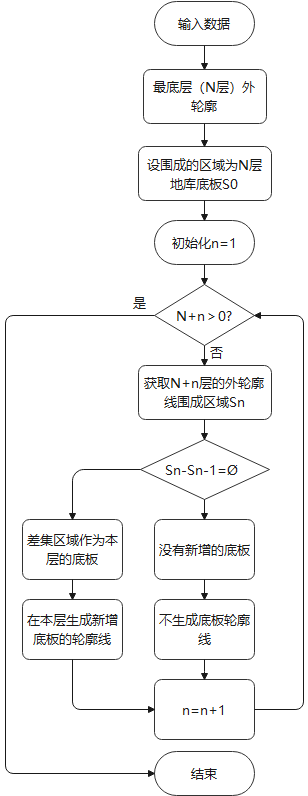 输入数据
最底层（N层）外
轮廓
设围成的区域为N层
地库底板S0
初始化n=1
是
N+n＞0?
否
获取N+n层的外轮廓
线围成区域Sn
Sn-Sn-1=Ø
差集区域作为本
层的底板
没有新增的底板
在本层生成新增
底板的轮廓线
不生成底板轮廓
线
n=n+1
结束